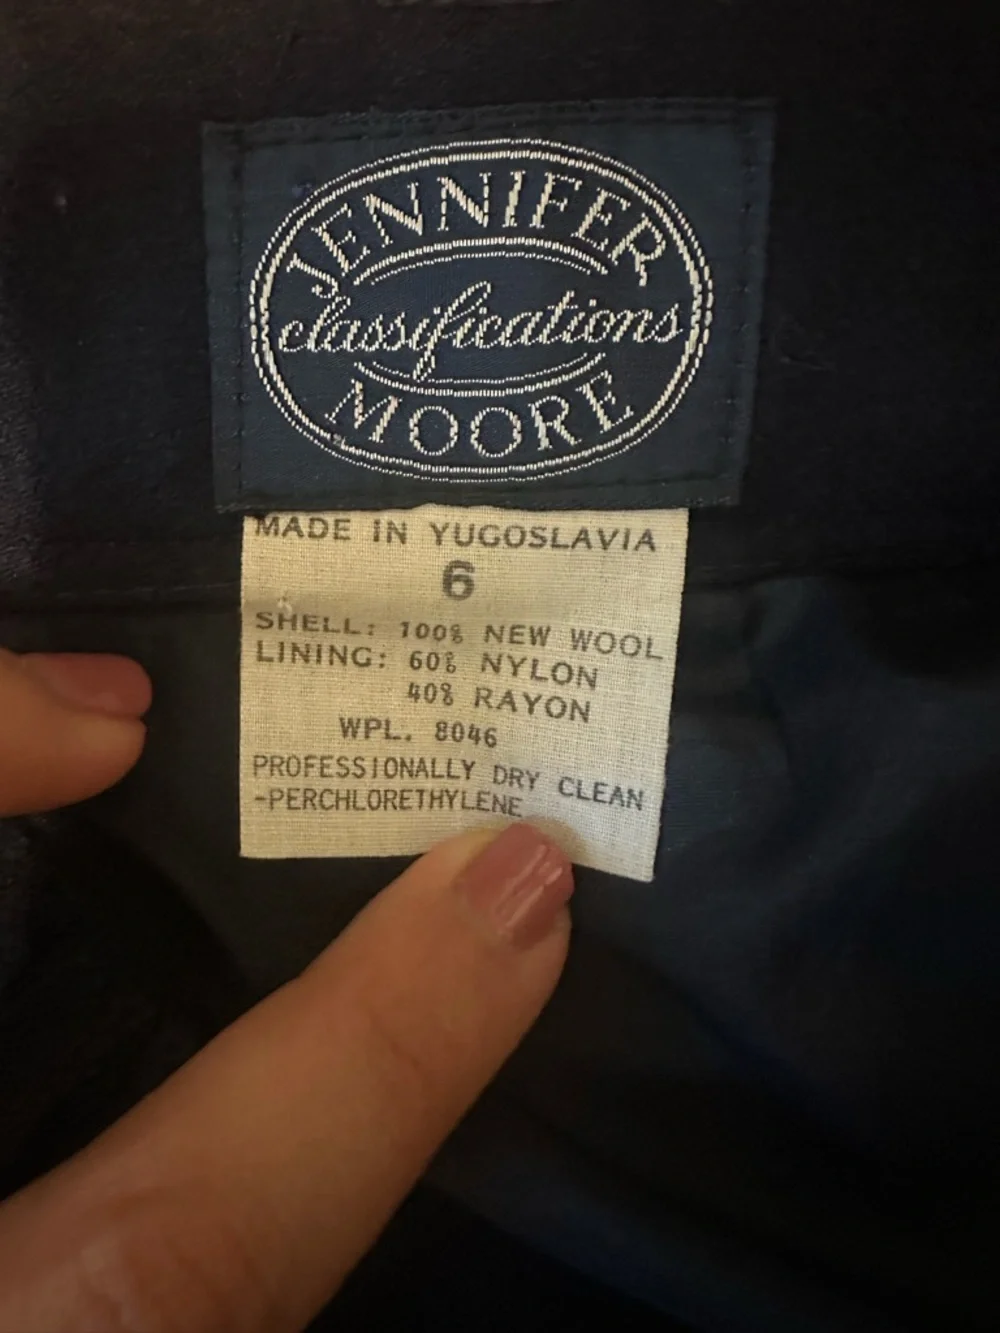 JENNIFER
classifications
MOORE
MADE IN YUGOSLAVIA
6
SHELL: 100% NEW WOOL
LINING: 60% NYLON
40% RAYON
WPL. 8046
PROFESSIONALLY DRY CLEAN
-PERCHLORETHYLENE